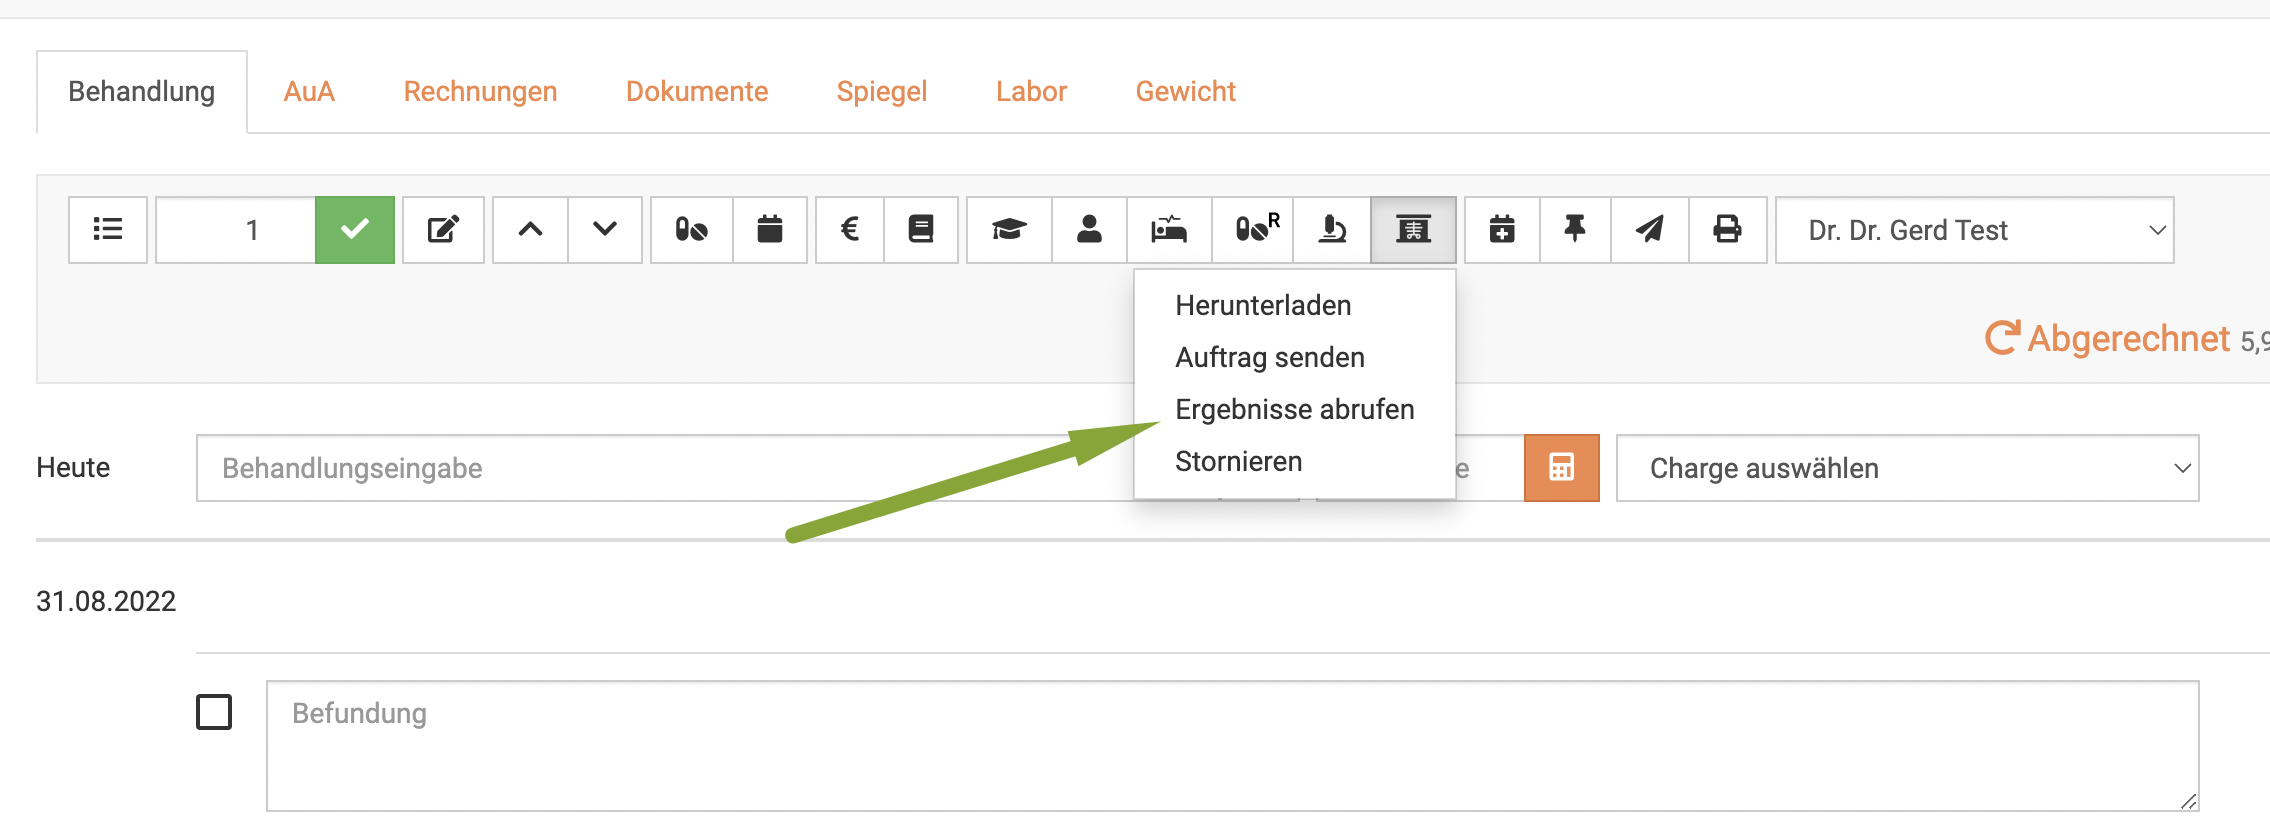 Behandlung AuA Rechnungen Dokumente Spiegel Labor Gewicht
1 € R Dr. Dr. Gerd Test
Herunterladen
Auftrag senden
Ergebnisse abrufen
Stornieren
Abgerechnet 5,9
Heute Behandlungseingabe e Charge auswählen
31.08.2022
Befundung